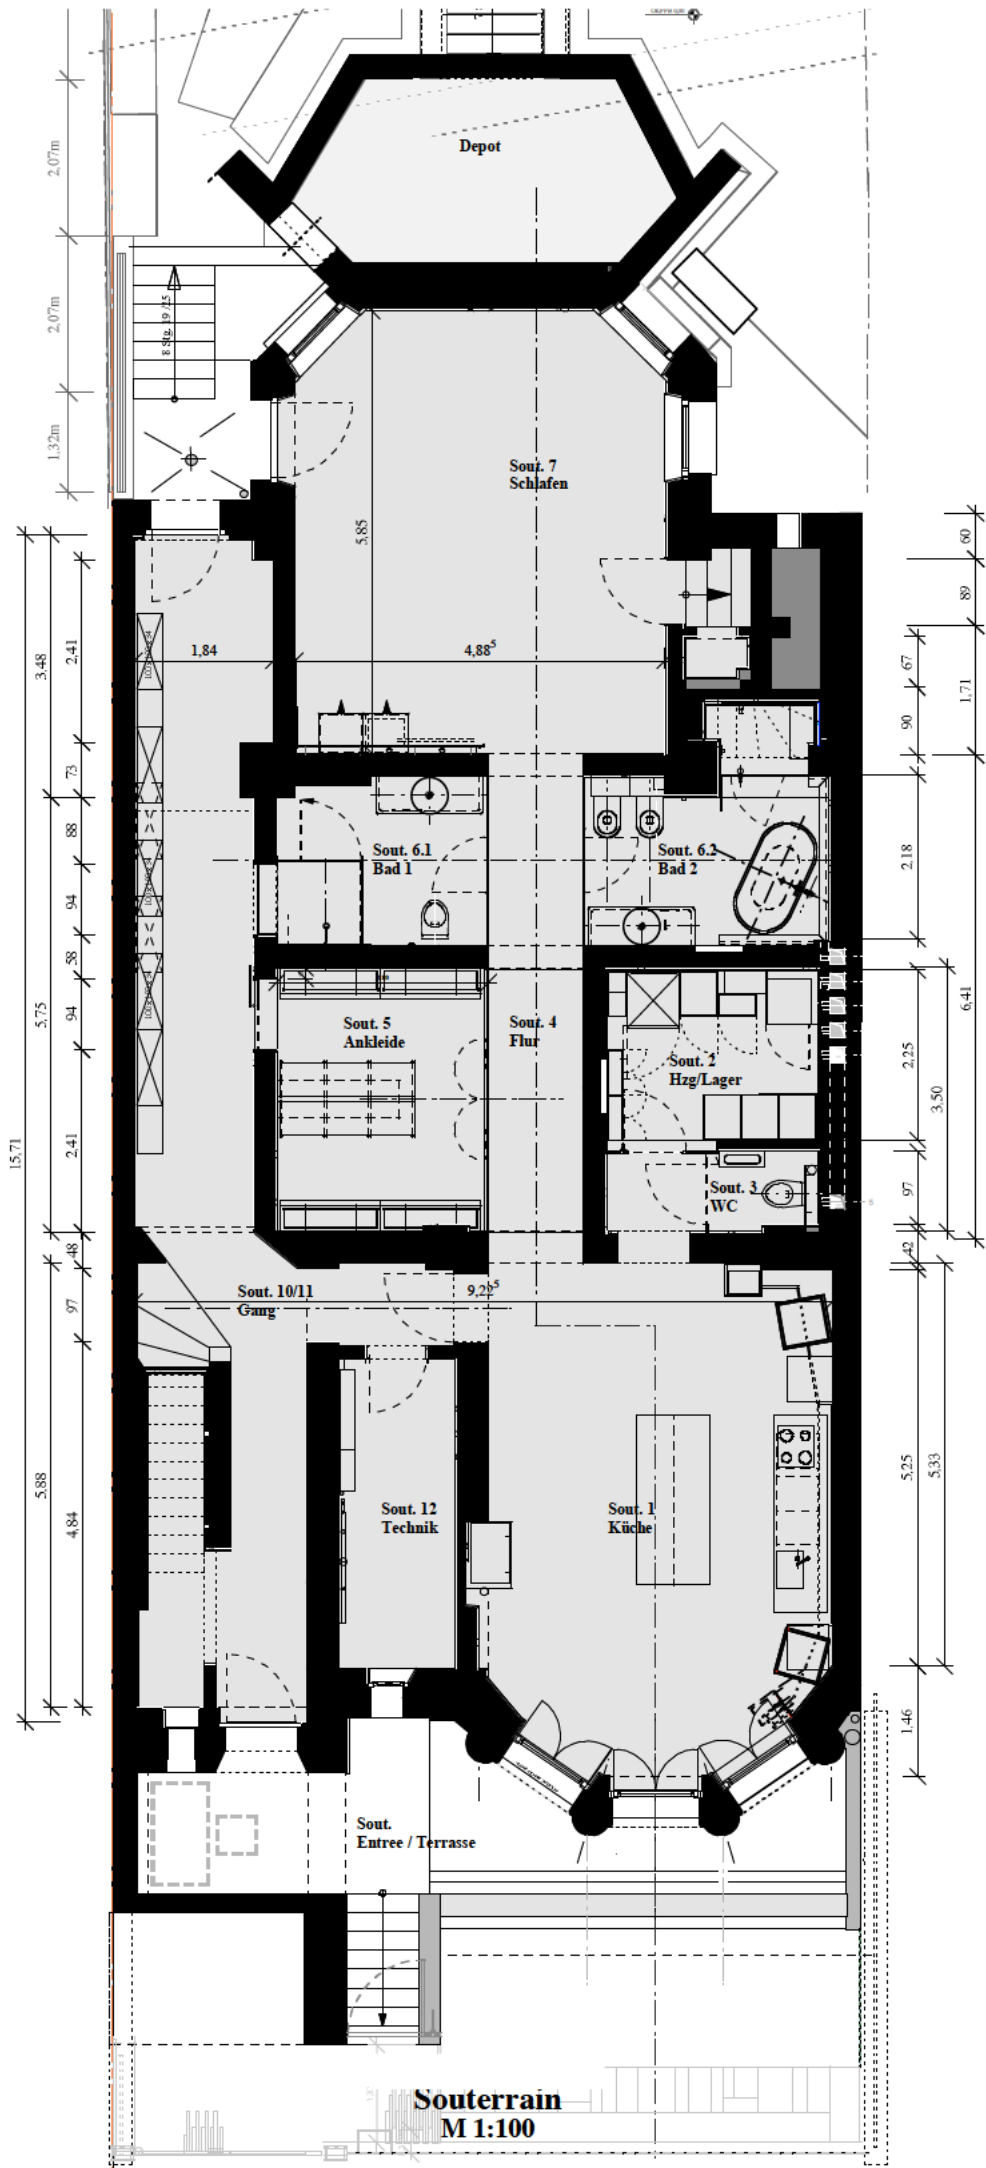 Depot
2,07m
2,07m
8 Stg. 19 /25
1,32m
Sout. 7
Schlafen
5,85
60
89
67
1,71
90
1,84
4,88⁵
3,48
2,41
73
88
94
58
94
2,41
5,75
15,71
Sout. 6.1
Bad 1
Sout. 6.2
Bad 2
2,18
6,41
Sout. 5
Ankleide
Sout. 4
Flur
Sout. 2
Hzg/Lager
2,25
3,50
Sout. 3
WC
97
42
48
97
Sout. 10/11
Gang
9,22⁵
5,88
4,84
Sout. 12
Technik
Sout. 1
Küche
5,25
5,33
1,46
Sout.
Entree / Terrasse
Souterrain
M 1:100